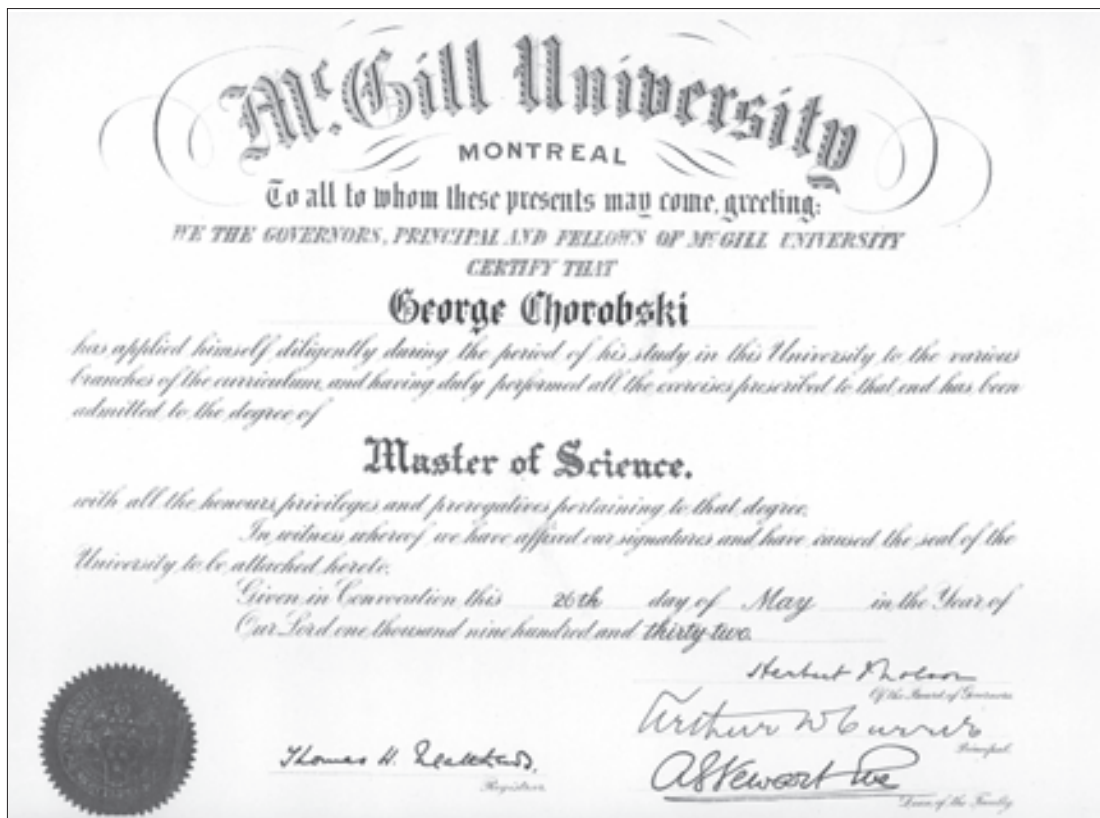 McGill University
MONTREAL
To all to whom these presents may come, greeting:
WE THE GOVERNORS, PRINCIPAL AND FELLOWS OF McGILL UNIVERSITY
CERTIFY THAT
George Chorobski
has applied himself diligently during the period of his study in this University to the various
branches of the curriculum, and having duly performed all the exercises prescribed to that end has been
admitted to the degree of
Master of Science.
with all the honours, privileges and prerogatives pertaining to that degree.
In witness whereof we have affixed our signatures and have caused the seal of the
University to be attached hereto.
Given in Convocation this 26th day of May in the Year of
Our Lord one thousand nine hundred and thirty-two
Herbert Molson
Of the Board of Governors
Arthur W Currie
Principal.
Thomas H.
Registrar
A S
Dean of the Faculty